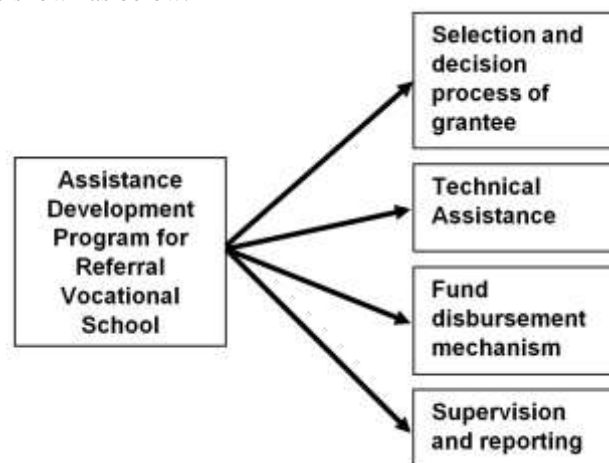 Assistance
Development
Program for
Referral
Vocational
School
Selection and
decision
process of
grantee
Technical
Assistance
Fund
disbursement
mechanism
Supervision
and reporting